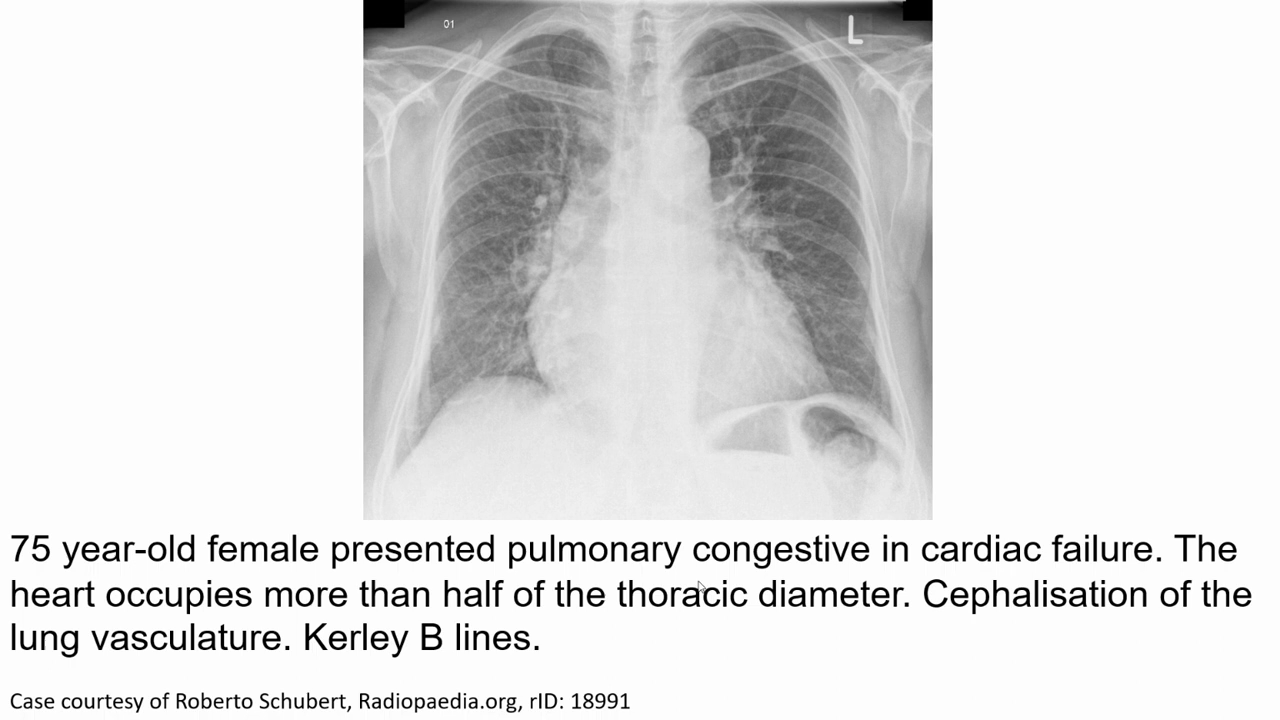 01
L
75 year-old female presented pulmonary congestive in cardiac failure. The
heart occupies more than half of the thoracic diameter. Cephalisation of the
lung vasculature. Kerley B lines.
Case courtesy of Roberto Schubert, Radiopaedia.org, rID: 18991